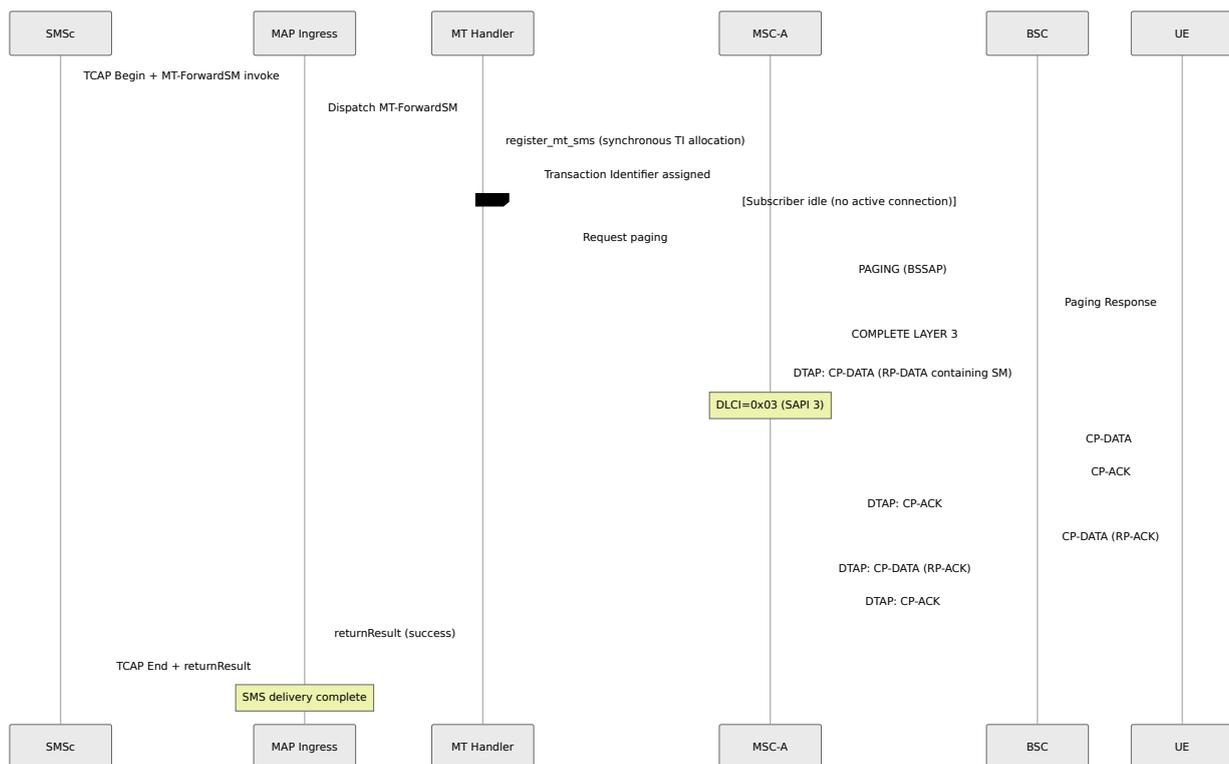 SMSc
MAP Ingress
MT Handler
MSC-A
BSC
UE
TCAP Begin + MT-ForwardSM invoke
Dispatch MT-ForwardSM
register_mt_sms (synchronous TI allocation)
Transaction Identifier assigned
[Subscriber idle (no active connection)]
Request paging
PAGING (BSSAP)
Paging Response
COMPLETE LAYER 3
DTAP: CP-DATA (RP-DATA containing SM)
DLCI=0x03 (SAPI 3)
CP-DATA
CP-ACK
DTAP: CP-ACK
CP-DATA (RP-ACK)
DTAP: CP-DATA (RP-ACK)
DTAP: CP-ACK
returnResult (success)
TCAP End + returnResult
SMS delivery complete
SMSc
MAP Ingress
MT Handler
MSC-A
BSC
UE